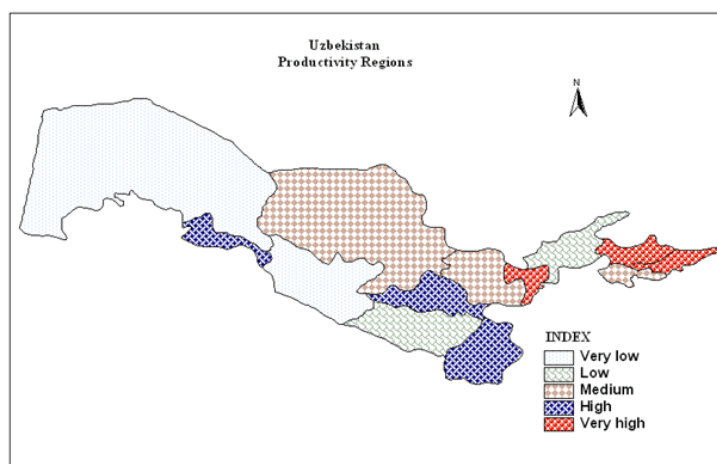 Uzbekistan
Productivity Regions
N
INDEX
Very low
Low
Medium
High
Very high